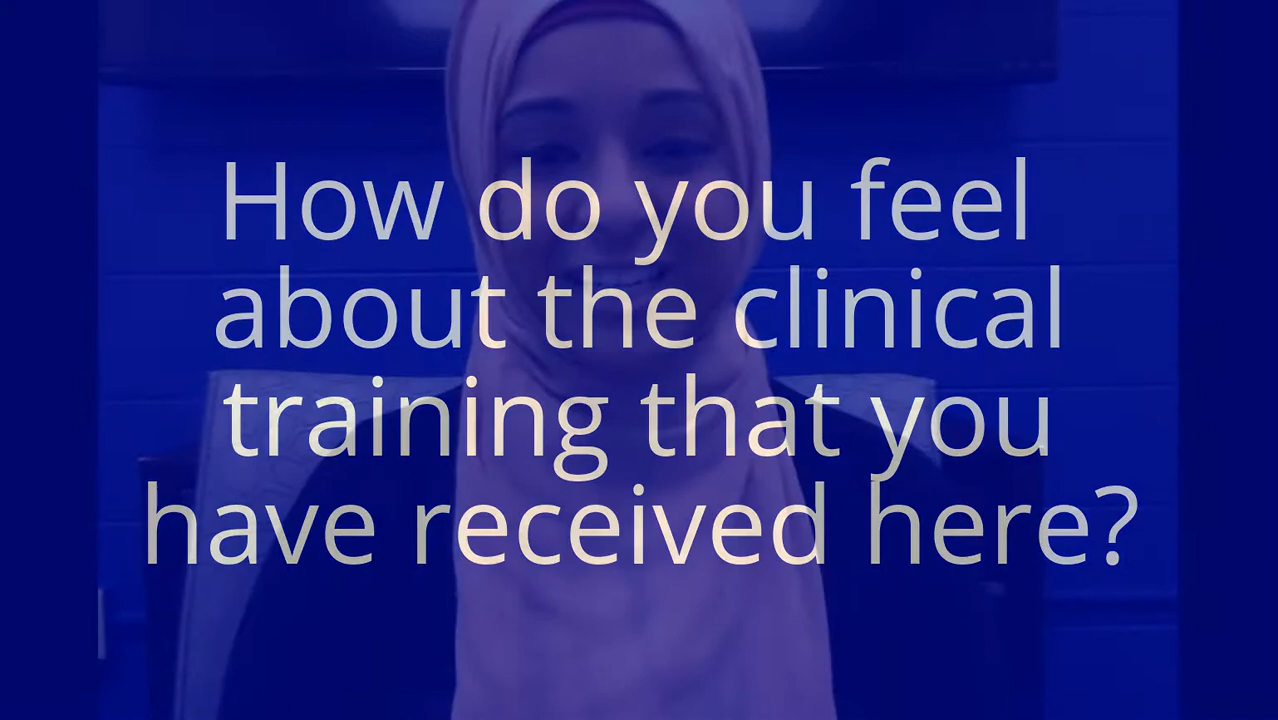 How do you feel
about the clinical
training that you
have received here?